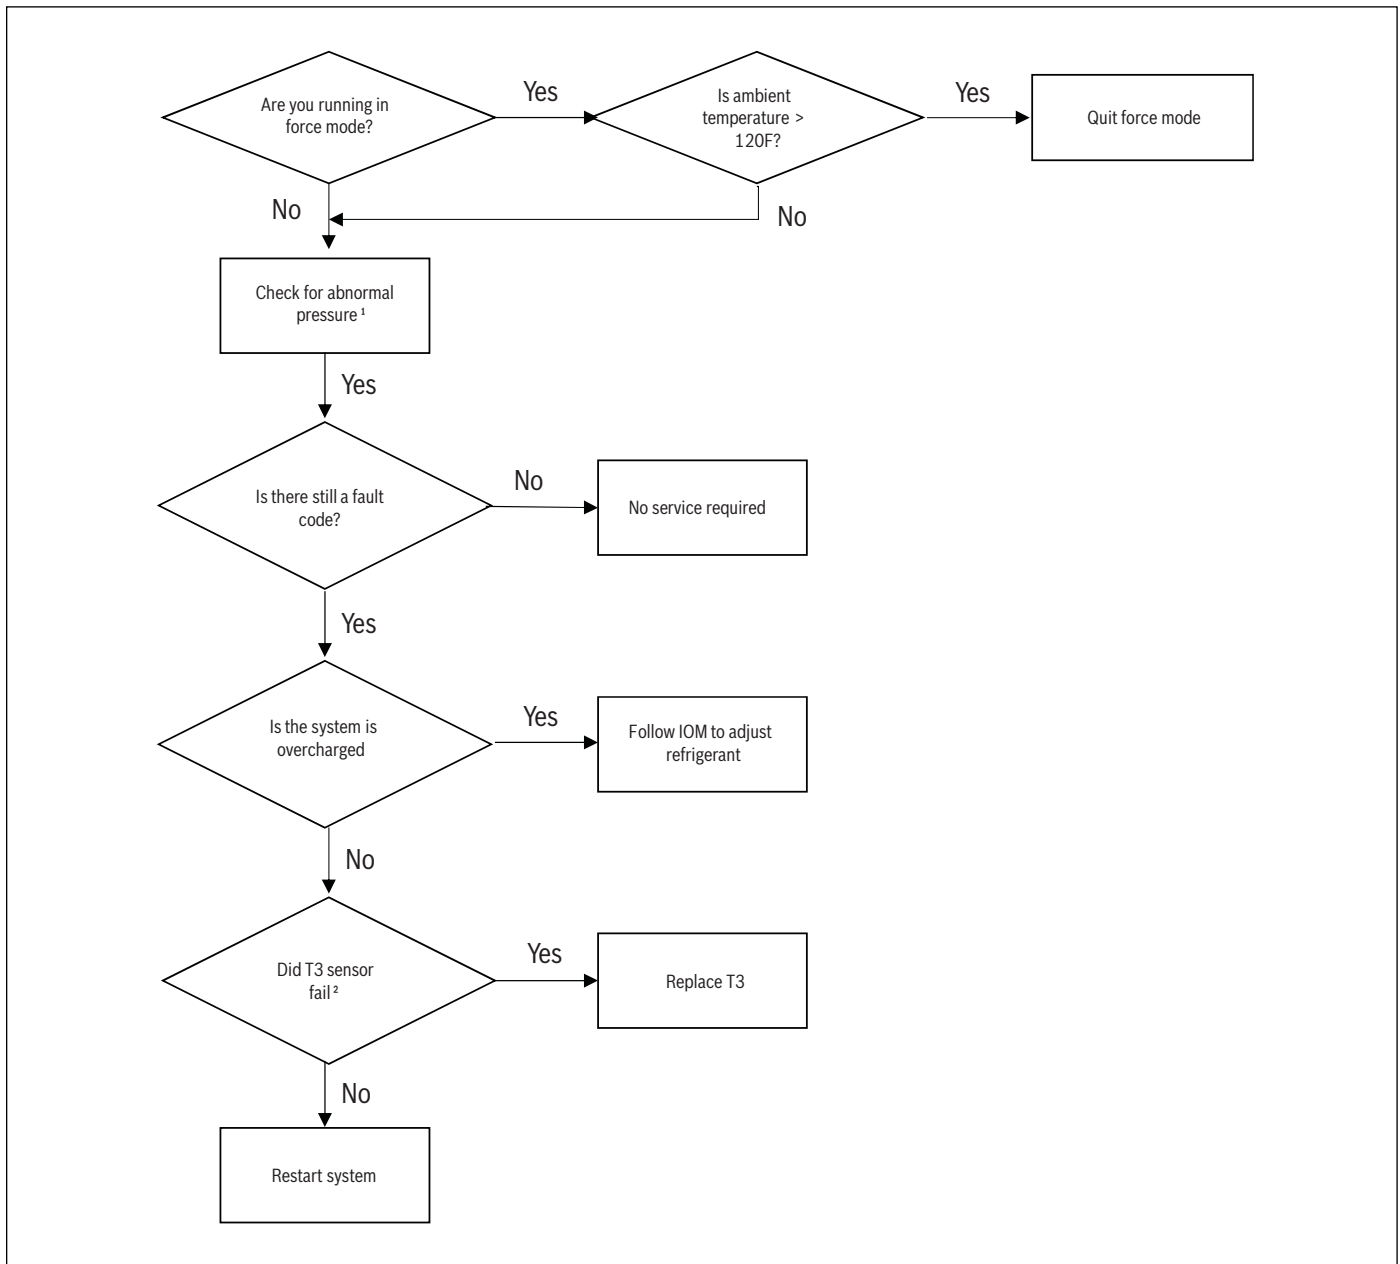 Are you running in
force mode?
Yes
Is ambient
temperature >
120F?
Yes
Quit force mode
No
No
Check for abnormal
pressure ¹
Yes
Is there still a fault
code?
No
No service required
Yes
Is the system is
overcharged
Yes
Follow IOM to adjust
refrigerant
No
Did T3 sensor
fail ²
Yes
Replace T3
No
Restart system